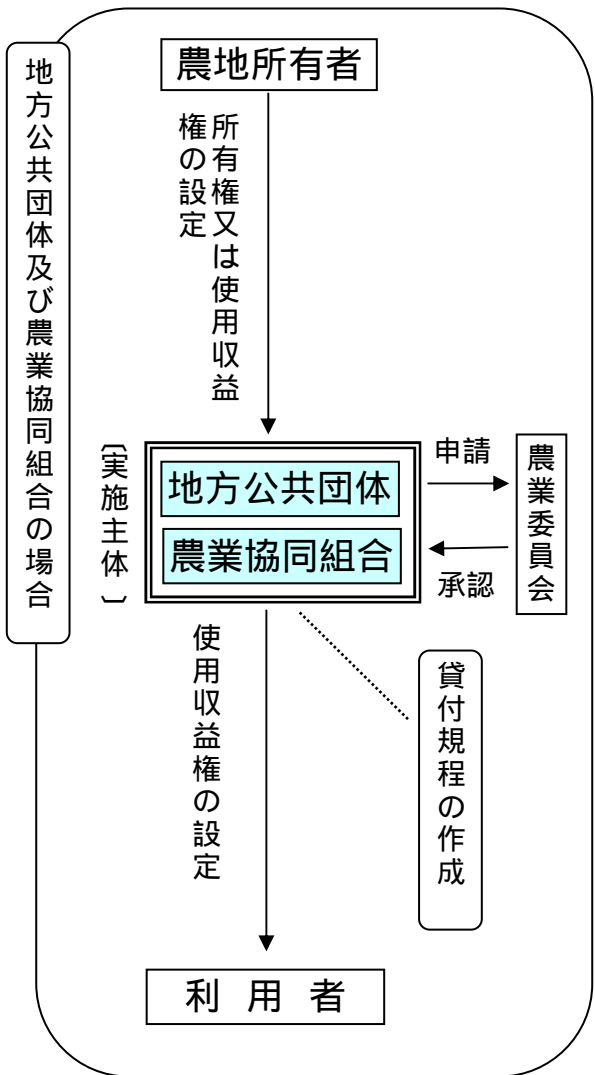 地方公共団体及び農業協同組合の場合
農地所有者
所有権又は使用収益
権の設定
〔実施主体〕
地方公共団体
農業協同組合
申請
承認
農業委員会
使用収益権の設定
貸付規程の作成
利用者